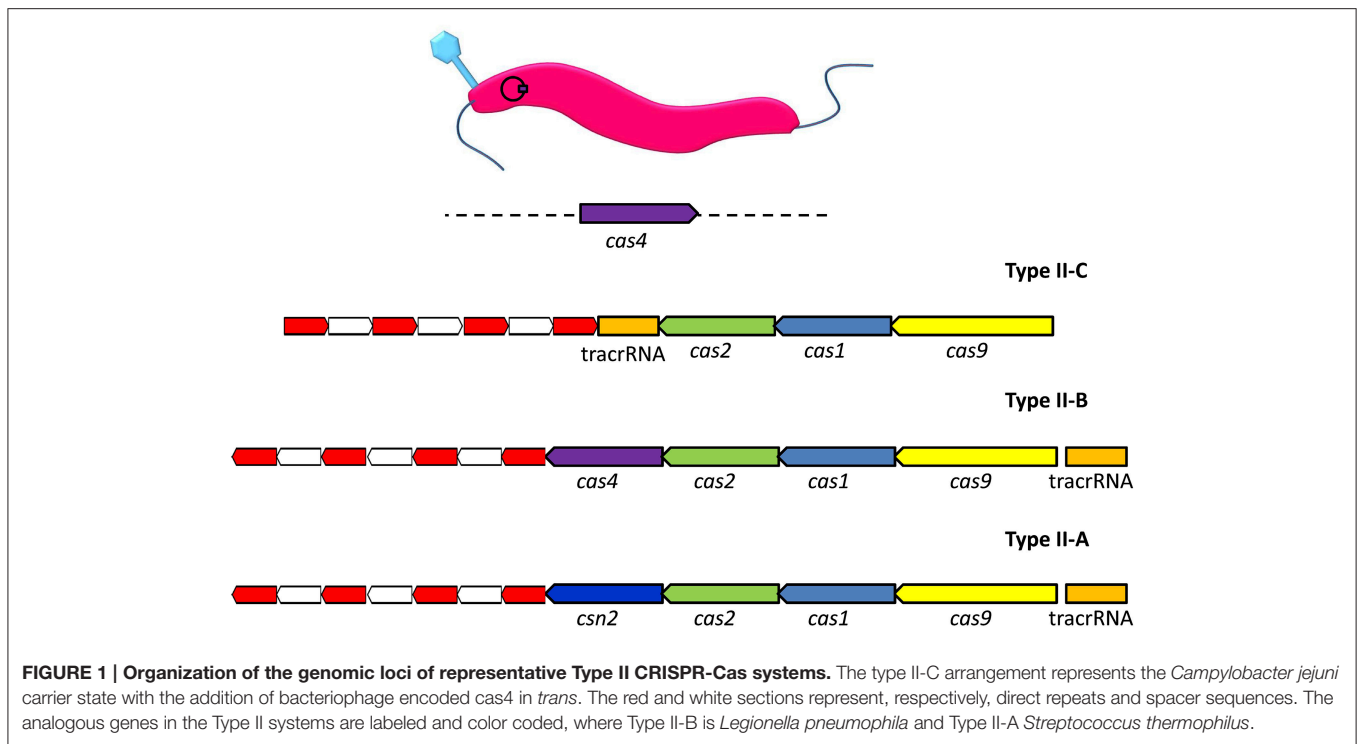 cas4
Type II-C
tracrRNA cas2 cas1 cas9
Type II-B
cas4 cas2 cas1 cas9 tracrRNA
Type II-A
csn2 cas2 cas1 cas9 tracrRNA
FIGURE 1 | Organization of the genomic loci of representative Type II CRISPR-Cas systems. The type II-C arrangement represents the Campylobacter jejuni
carrier state with the addition of bacteriophage encoded cas4 in trans. The red and white sections represent, respectively, direct repeats and spacer sequences. The
analogous genes in the Type II systems are labeled and color coded, where Type II-B is Legionella pneumophila and Type II-A Streptococcus thermophilus.